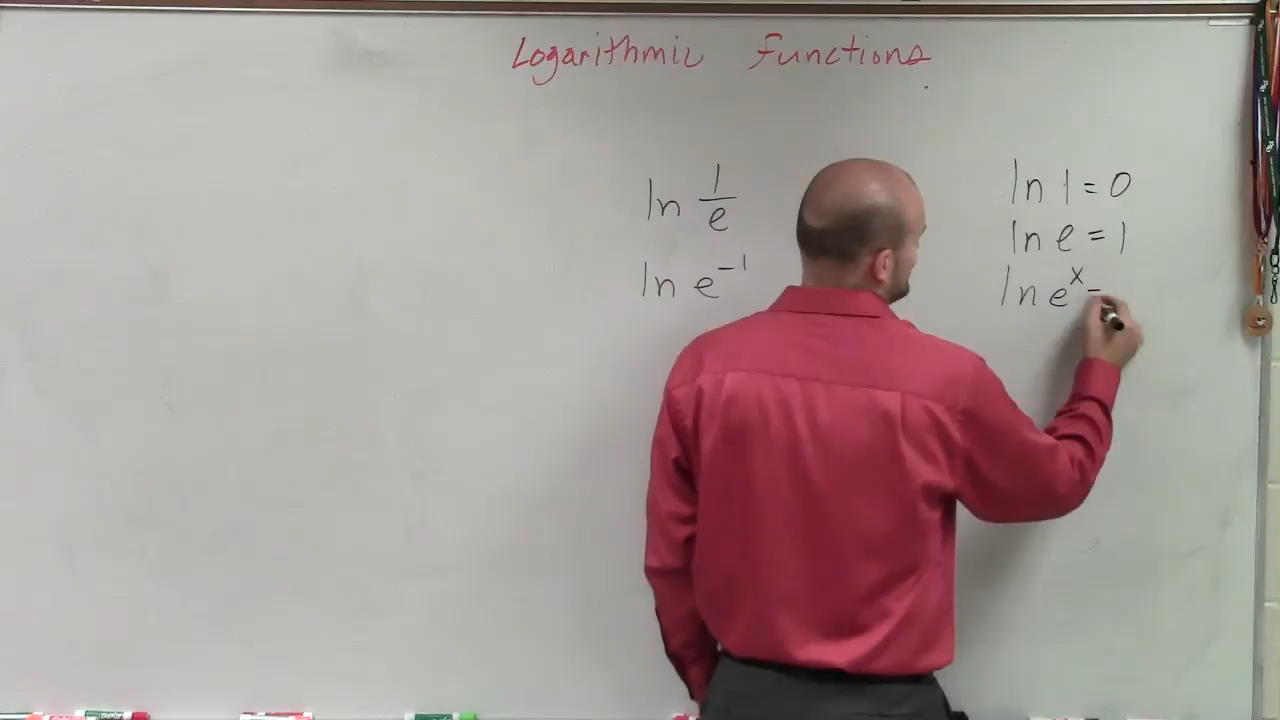 Logarithmic Functions
ln 1/e
ln e⁻¹
ln 1 = 0
ln e = 1
ln eˣ =